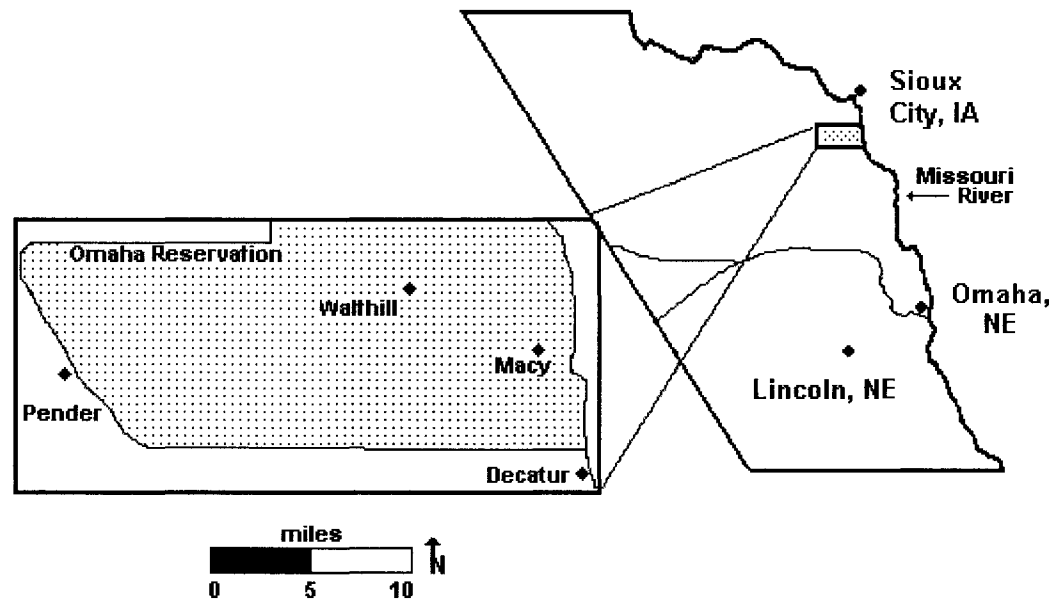 Sioux
City, IA
Missouri
River
Omaha,
NE
Lincoln, NE
Omaha Reservation
Walthill
Macy
Pender
Decatur
miles
N
0 5 10